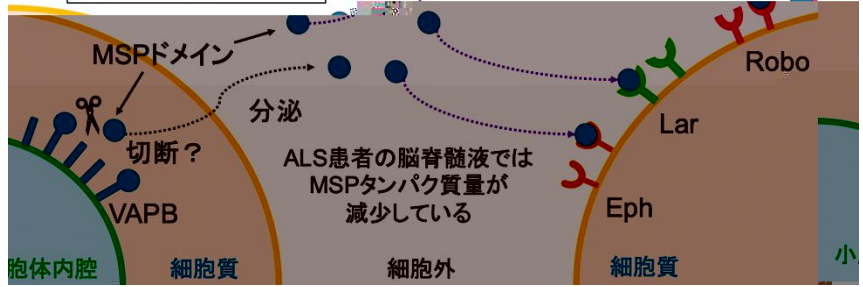 MSPドメイン
Robo
分泌
Lar
切断？
ALS患者の脳脊髄液では
MSPタンパク質量が
減少している
VAPB
Eph
胞体内腔
細胞質
細胞外
細胞質
小